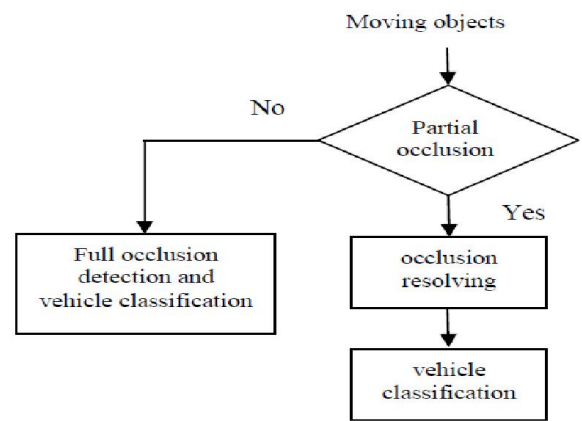 Moving objects
No
Partial
occlusion
Yes
Full occlusion
detection and
vehicle classification
occlusion
resolving
vehicle
classification